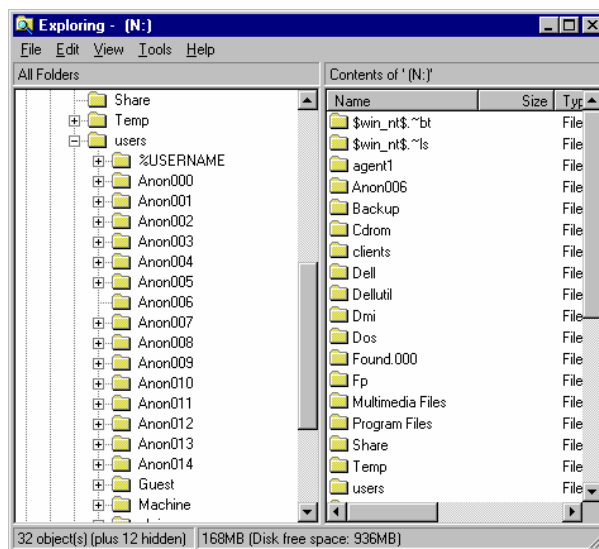 Exploring - (N:)
File Edit View Tools Help
All Folders
Contents of ' (N:)'
Share
Temp
users
%USERNAME
Anon000
Anon001
Anon002
Anon003
Anon004
Anon005
Anon006
Anon007
Anon008
Anon009
Anon010
Anon011
Anon012
Anon013
Anon014
Guest
Machine
Name Size Typ
$win_nt$.~bt File
$win_nt$.~ls File
agent1 File
Anon006 File
Backup File
Cdrom File
clients File
Dell File
Dellutil File
Dmi File
Dos File
Found.000 File
Fp File
Multimedia Files File
Program Files File
Share File
Temp File
users File
32 object(s) (plus 12 hidden) 168MB (Disk free space: 936MB)